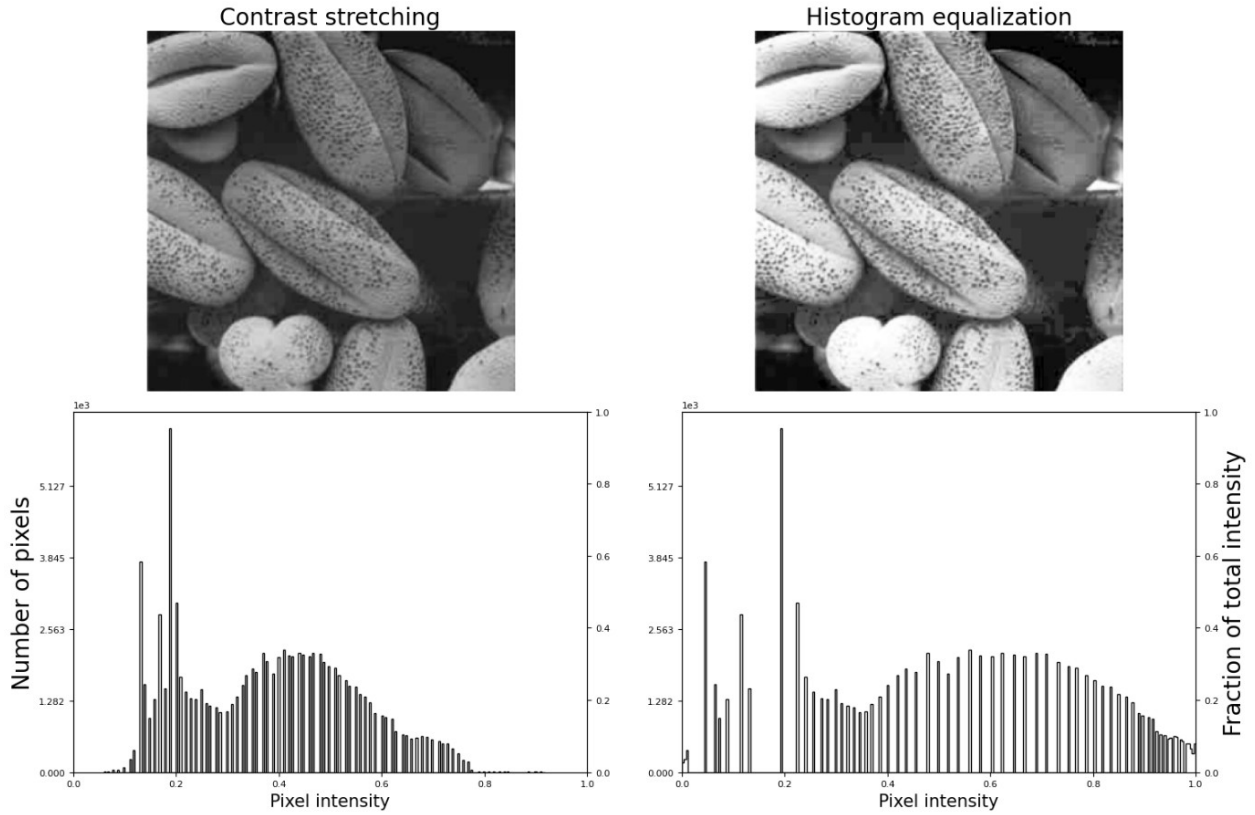 Contrast stretching
Histogram equalization
1e3
5.127
3.845
2.563
1.282
0.000
Number of pixels
1.0
0.8
0.6
0.4
0.2
0.0
0.0 0.2 0.4 0.6 0.8 1.0
Pixel intensity
1e3
5.127
3.845
2.563
1.282
0.000
1.0
0.8
0.6
0.4
0.2
0.0
Fraction of total intensity
0.0 0.2 0.4 0.6 0.8 1.0
Pixel intensity